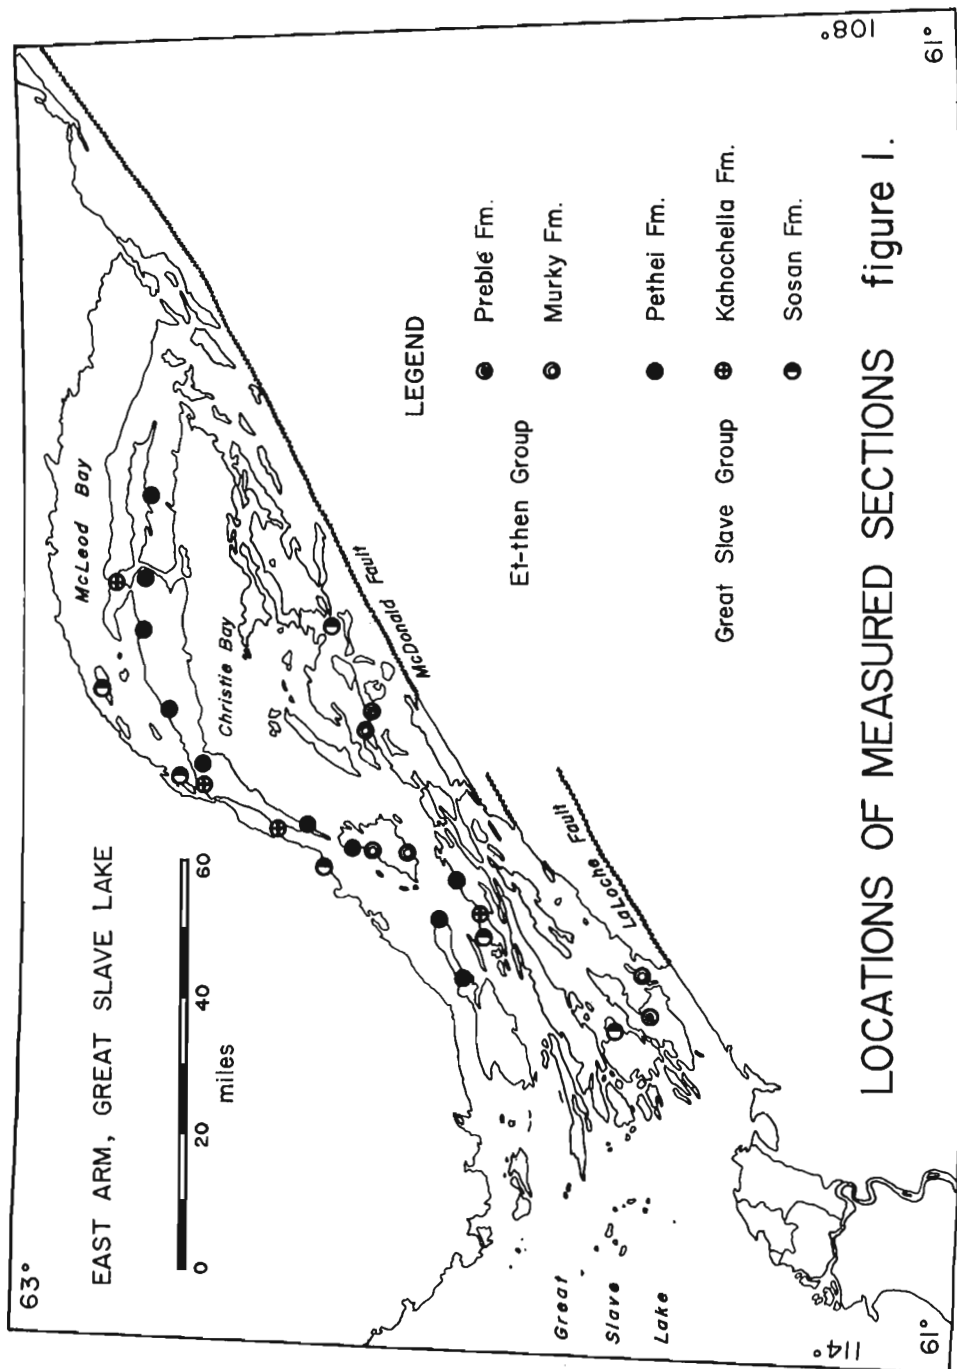 63°
EAST ARM, GREAT SLAVE LAKE
0 20 40 60
miles
McLeod Bay
Christie Bay
McDonald Fault
LaLoche Fault
Great
Slave
Lake
LEGEND
Et-then Group
Preble Fm.
Murky Fm.
Great Slave Group
Pethei Fm.
Kahochella Fm.
Sosan Fm.
114°
61°
108°
61°
LOCATIONS OF MEASURED SECTIONS figure 1.